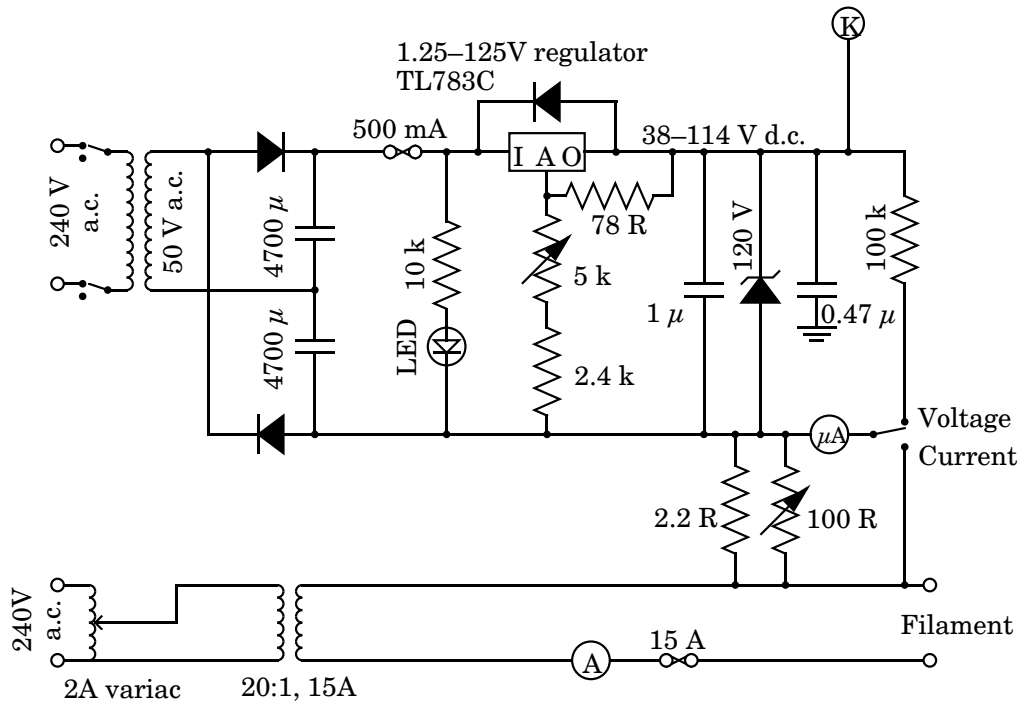 K
1.25–125V regulator
TL783C
500 mA
I A O
38–114 V d.c.
240 V
a.c.
50 V a.c.
4700 μ
78 R
120 V
100 k
10 k
5 k
1 μ
0.47 μ
4700 μ
LED
2.4 k
μA
Voltage
Current
2.2 R
100 R
240V
a.c.
15 A
Filament
A
2A variac
20:1, 15A